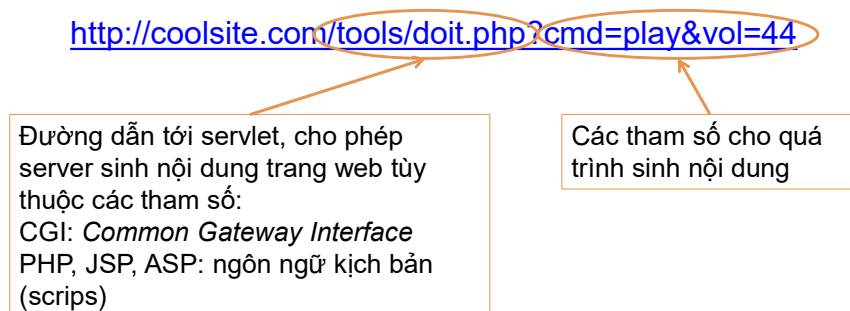 http://coolsite.com/tools/doit.php?cmd=play&vol=44
Đường dẫn tới servlet, cho phép
server sinh nội dung trang web tùy
thuộc các tham số:
CGI: Common Gateway Interface
PHP, JSP, ASP: ngôn ngữ kịch bản
(scrips)
Các tham số cho quá
trình sinh nội dung